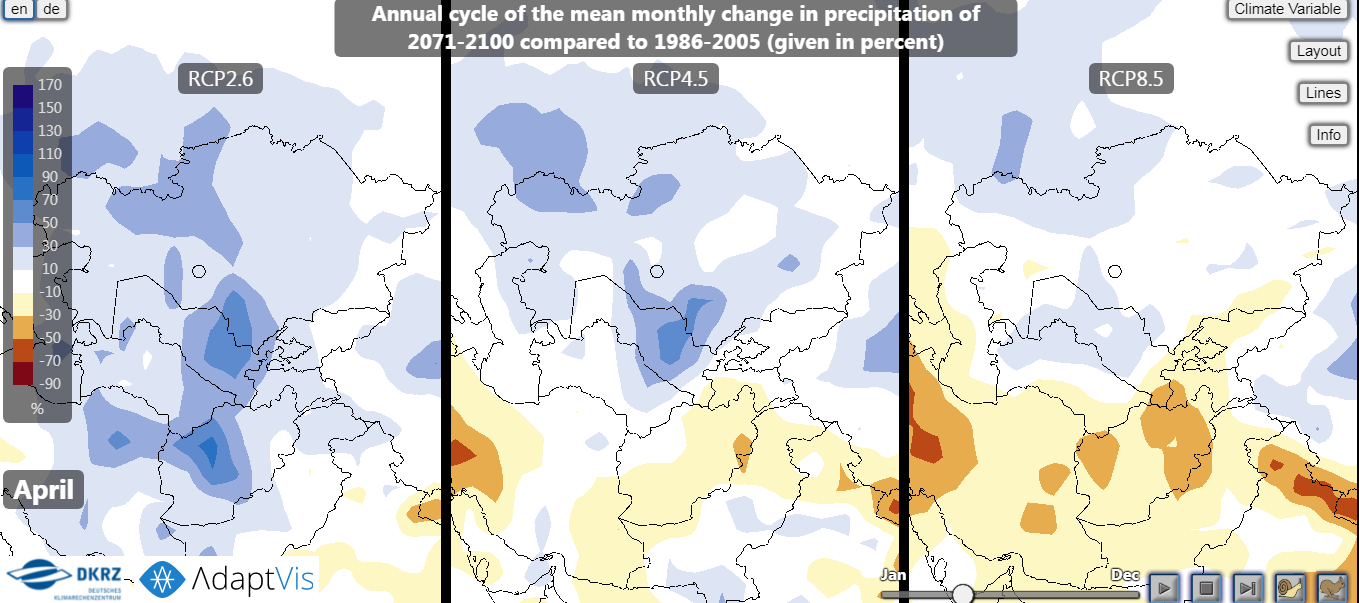 en de
Annual cycle of the mean monthly change in precipitation of
2071-2100 compared to 1986-2005 (given in percent)
Climate Variable
Layout
Lines
Info
RCP2.6
RCP4.5
RCP8.5
170
150
130
110
90
70
50
30
10
-10
-30
-50
-70
-90
%
April
DKRZ
DEUTSCHES
KLIMARECHENZENTRUM
AdaptVis
Jan
Dec